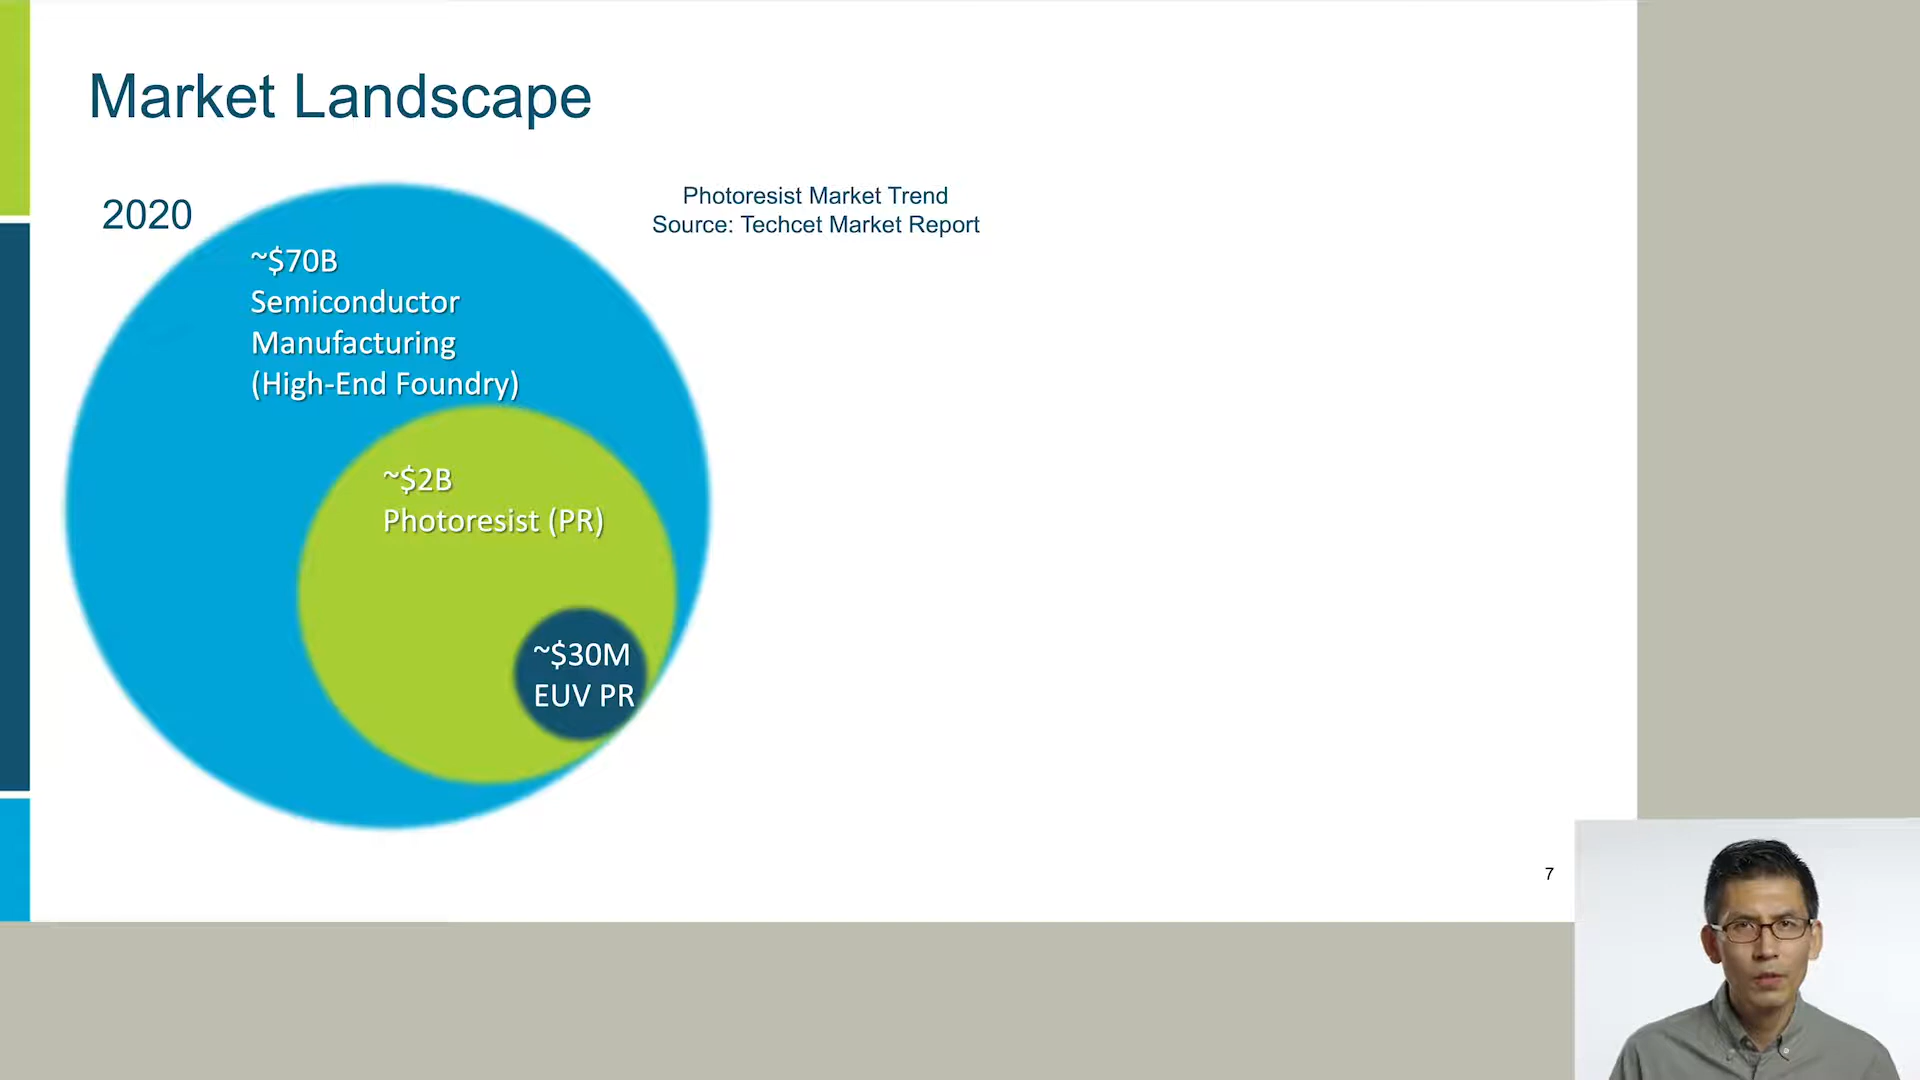 Market Landscape
2020
Photoresist Market Trend
Source: Techcet Market Report
~$70B
Semiconductor
Manufacturing
(High-End Foundry)
~$2B
Photoresist (PR)
~$30M
EUV PR
7